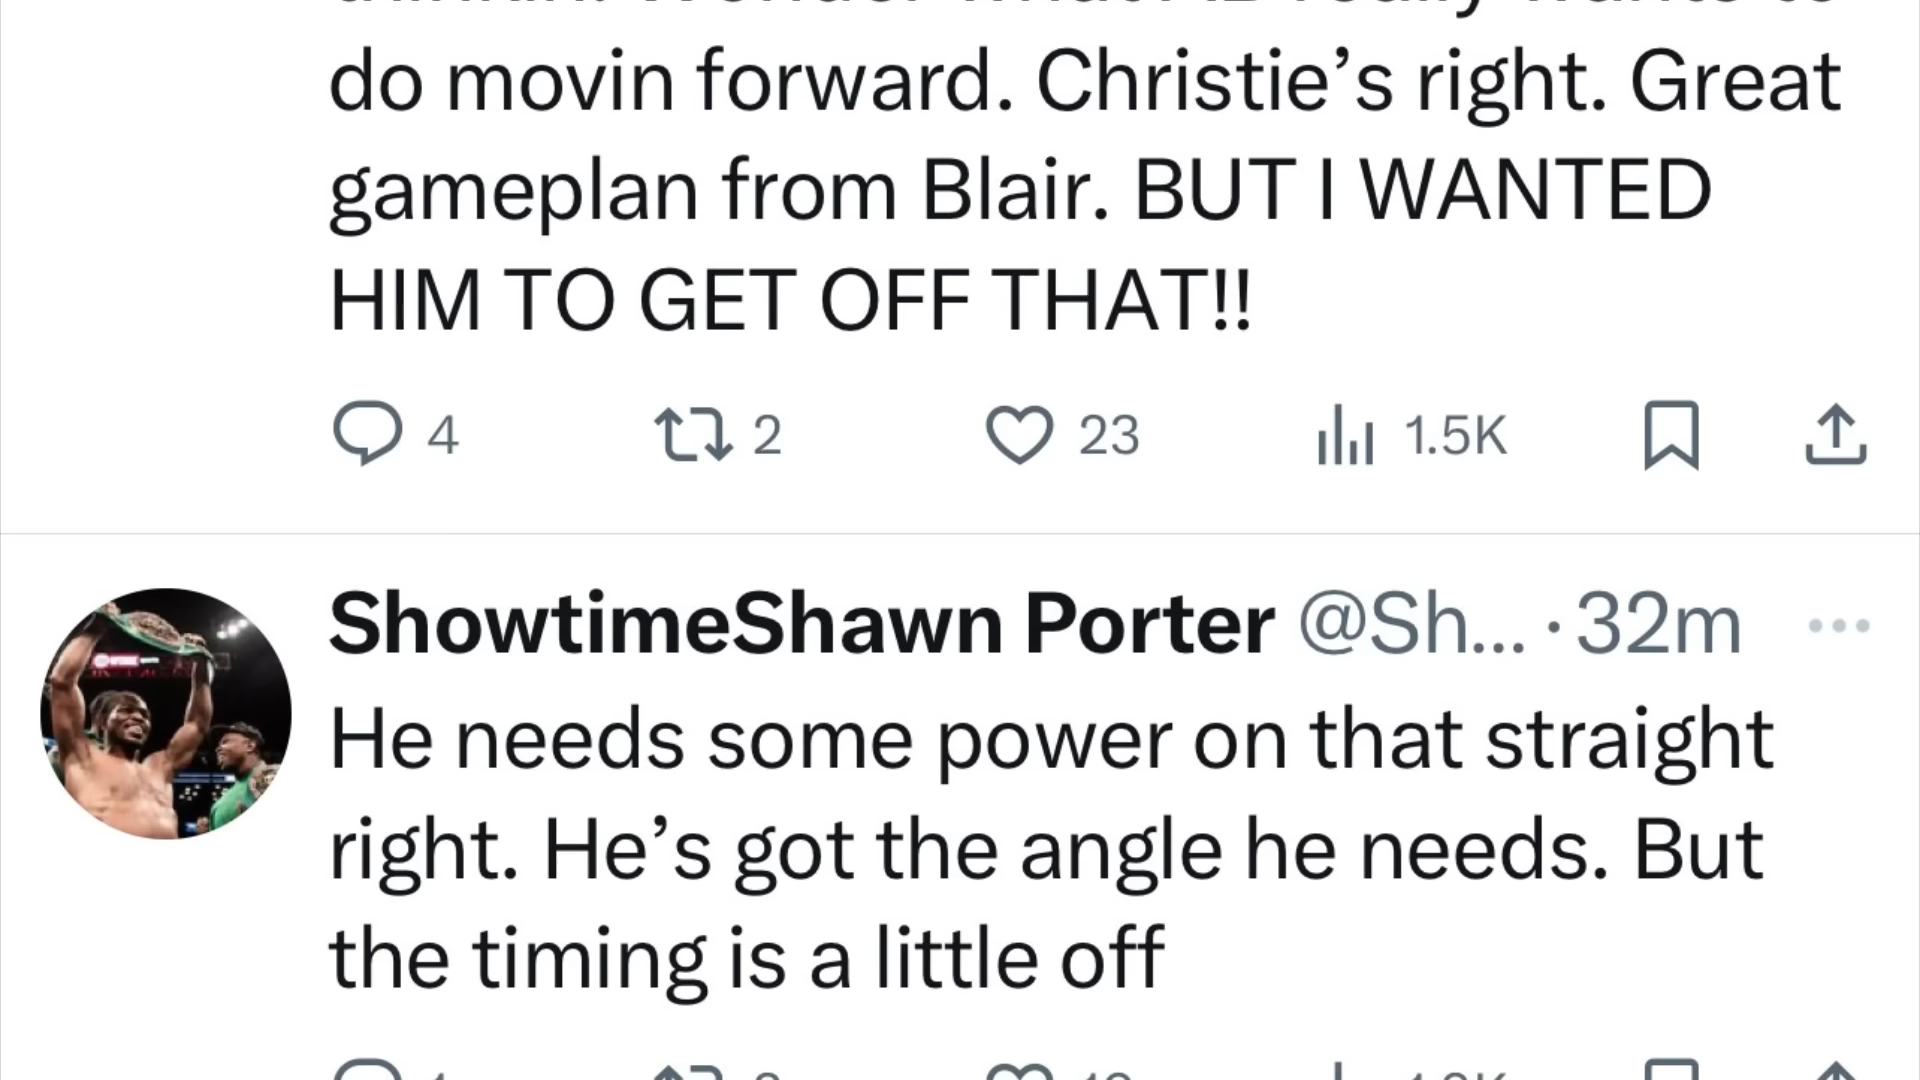 do movin forward. Christie’s right. Great
gameplan from Blair. BUT I WANTED
HIM TO GET OFF THAT!!
4 2 23 1.5K
ShowtimeShawn Porter @Sh... · 32m
He needs some power on that straight
right. He’s got the angle he needs. But
the timing is a little off